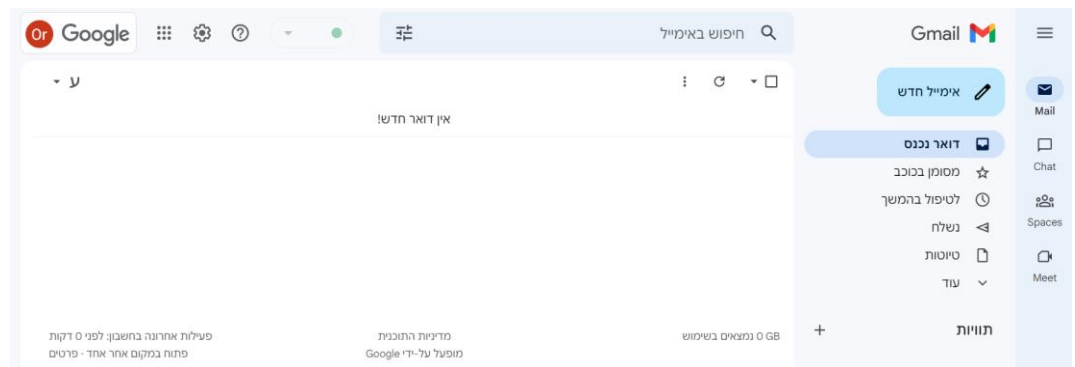 Gmail
חיפוש באימייל
Or Google
Mail
Chat
Spaces
Meet
אימייל חדש
דואר נכנס
מסומן בכוכב
לטיפול בהמשך
נשלח
טיוטות
עוד
תוויות
ע
אין דואר חדש!
0 GB נמצאים בשימוש
מדיניות התוכנית
מופעל על-ידי Google
פעילות אחרונה בחשבון: לפני 0 דקות
פתוח במקום אחר אחד · פרטים